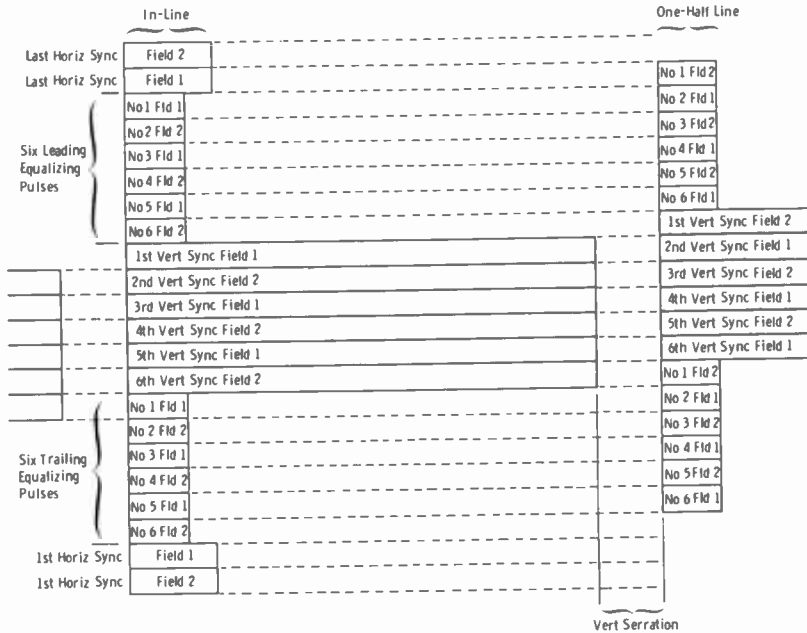 In-Line
One-Half Line
Last Horiz Sync
Field 2
Last Horiz Sync
Field 1
No 1 Fld 2
No 1 Fld 1
No 2 Fld 1
No 2 Fld 2
No 3 Fld 2
Six Leading
Equalizing
Pulses
No 3 Fld 1
No 4 Fld 1
No 4 Fld 2
No 5 Fld 2
No 5 Fld 1
No 6 Fld 1
No 6 Fld 2
1st Vert Sync Field 2
1st Vert Sync Field 1
2nd Vert Sync Field 1
2nd Vert Sync Field 2
3rd Vert Sync Field 2
3rd Vert Sync Field 1
4th Vert Sync Field 1
4th Vert Sync Field 2
5th Vert Sync Field 2
5th Vert Sync Field 1
6th Vert Sync Field 1
6th Vert Sync Field 2
No 1 Fld 2
No 1 Fld 1
No 2 Fld 1
No 2 Fld 2
No 3 Fld 2
Six Trailing
Equalizing
Pulses
No 3 Fld 1
No 4 Fld 1
No 4 Fld 2
No 5 Fld 2
No 5 Fld 1
No 6 Fld 1
No 6 Fld 2
1st Horiz Sync
Field 1
1st Horiz Sync
Field 2
Vert Serration